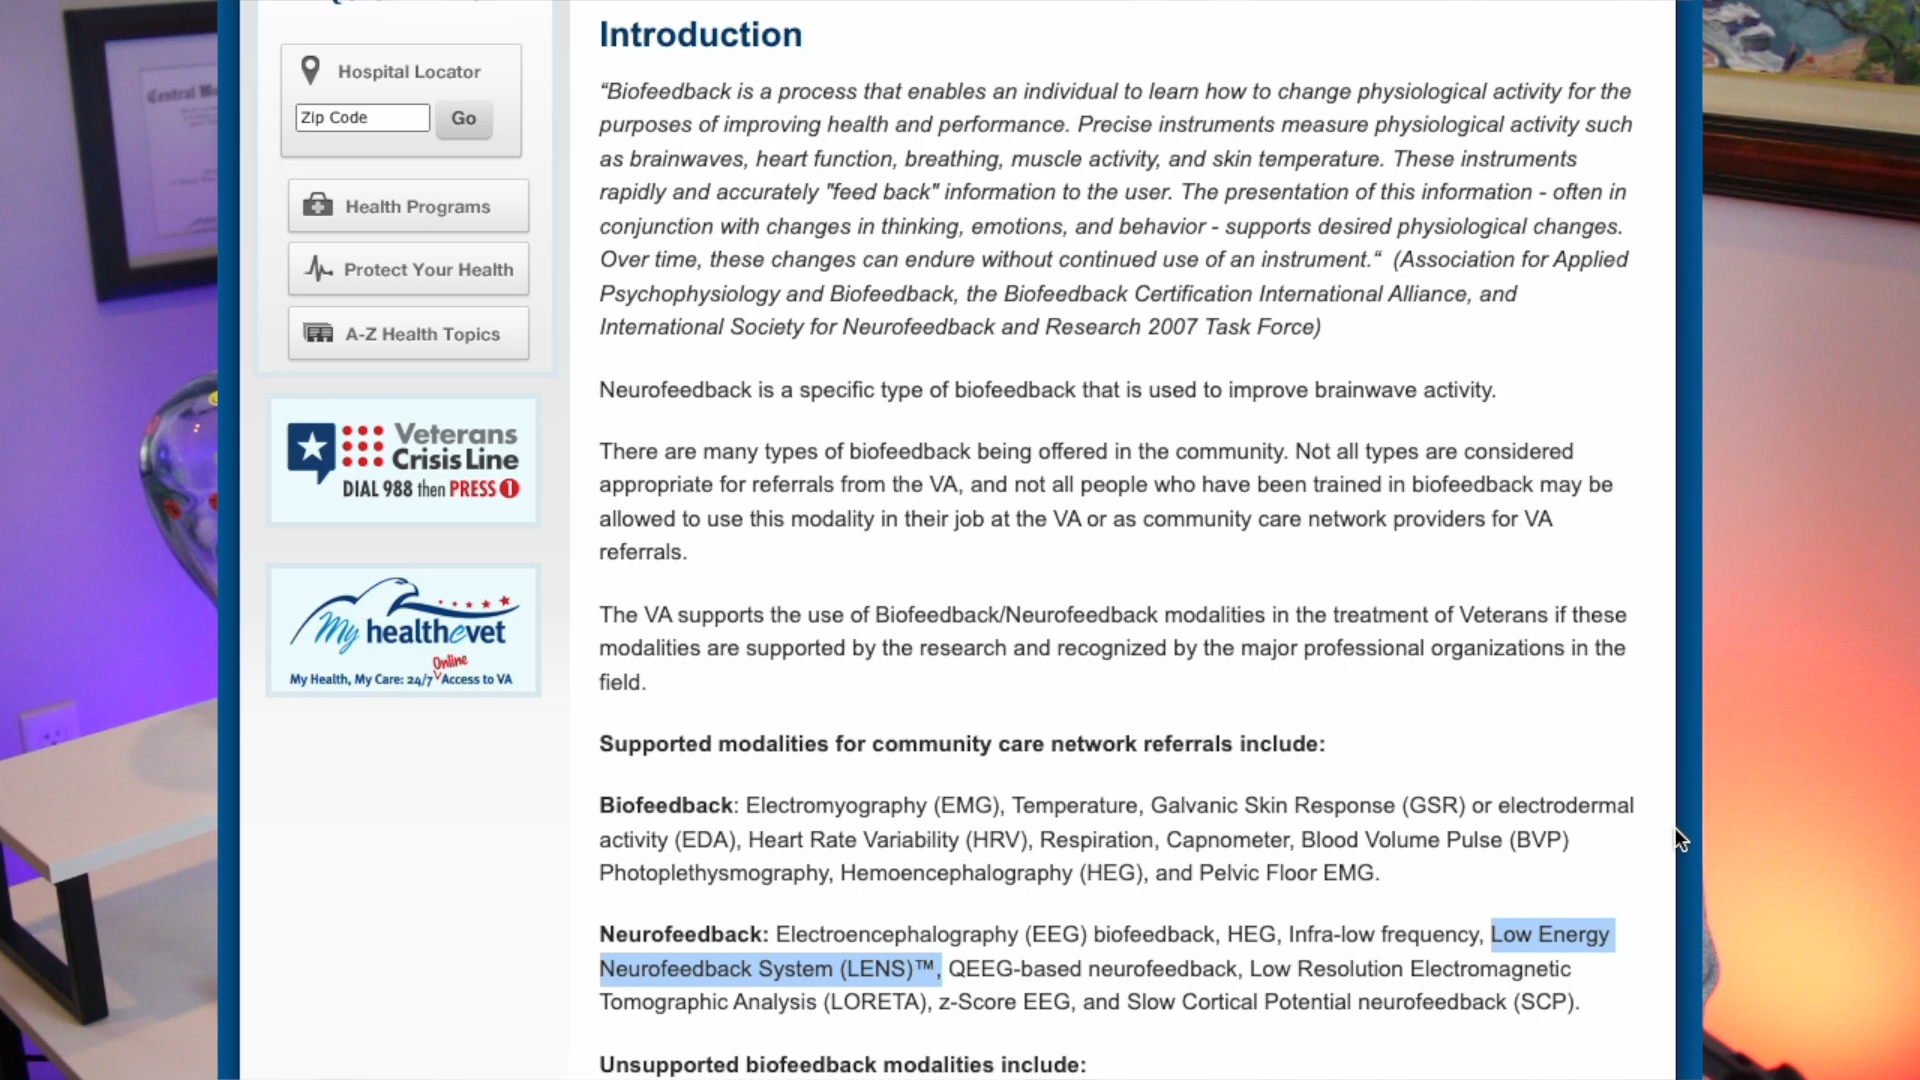 Introduction
Hospital Locator
Zip Code
Go
Health Programs
Protect Your Health
A-Z Health Topics
Veterans
Crisis Line
DIAL 988 then PRESS 1
My healthevet
Online
My Health, My Care: 24/7 Access to VA
“Biofeedback is a process that enables an individual to learn how to change physiological activity for the
purposes of improving health and performance. Precise instruments measure physiological activity such
as brainwaves, heart function, breathing, muscle activity, and skin temperature. These instruments
rapidly and accurately "feed back" information to the user. The presentation of this information - often in
conjunction with changes in thinking, emotions, and behavior - supports desired physiological changes.
Over time, these changes can endure without continued use of an instrument.“ (Association for Applied
Psychophysiology and Biofeedback, the Biofeedback Certification International Alliance, and
International Society for Neurofeedback and Research 2007 Task Force)
Neurofeedback is a specific type of biofeedback that is used to improve brainwave activity.
There are many types of biofeedback being offered in the community. Not all types are considered
appropriate for referrals from the VA, and not all people who have been trained in biofeedback may be
allowed to use this modality in their job at the VA or as community care network providers for VA
referrals.
The VA supports the use of Biofeedback/Neurofeedback modalities in the treatment of Veterans if these
modalities are supported by the research and recognized by the major professional organizations in the
field.
Supported modalities for community care network referrals include:
Biofeedback: Electromyography (EMG), Temperature, Galvanic Skin Response (GSR) or electrodermal
activity (EDA), Heart Rate Variability (HRV), Respiration, Capnometer, Blood Volume Pulse (BVP)
Photoplethysmography, Hemoencephalography (HEG), and Pelvic Floor EMG.
Neurofeedback: Electroencephalography (EEG) biofeedback, HEG, Infra-low frequency, Low Energy
Neurofeedback System (LENS)™, QEEG-based neurofeedback, Low Resolution Electromagnetic
Tomographic Analysis (LORETA), z-Score EEG, and Slow Cortical Potential neurofeedback (SCP).
Unsupported biofeedback modalities include:
Central